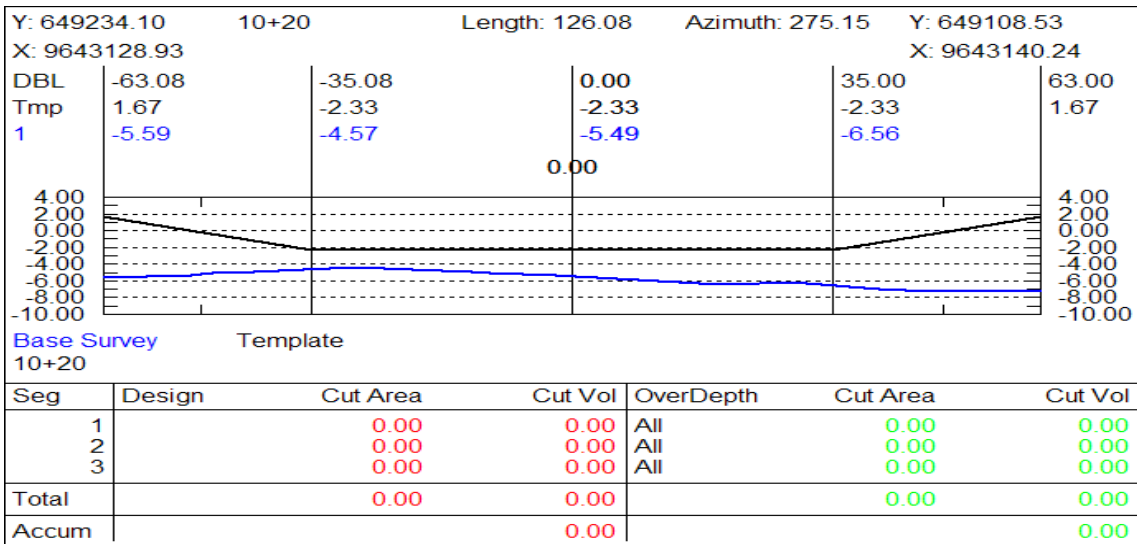 Y: 649234.10 10+20 Length: 126.08 Azimuth: 275.15 Y: 649108.53
X: 9643128.93 X: 9643140.24
DBL -63.08 -35.08 0.00 35.00 63.00
Tmp 1.67 -2.33 -2.33 -2.33 1.67
1 -5.59 -4.57 -5.49 -6.56
0.00
4.00 4.00
2.00 2.00
0.00 0.00
-2.00 -2.00
-4.00 -4.00
-6.00 -6.00
-8.00 -8.00
-10.00 -10.00
Base Survey Template
10+20
Seg Design Cut Area Cut Vol OverDepth Cut Area Cut Vol
1 0.00 0.00 All 0.00 0.00
2 0.00 0.00 All 0.00 0.00
3 0.00 0.00 All 0.00 0.00
Total 0.00 0.00 0.00 0.00
Accum 0.00 0.00